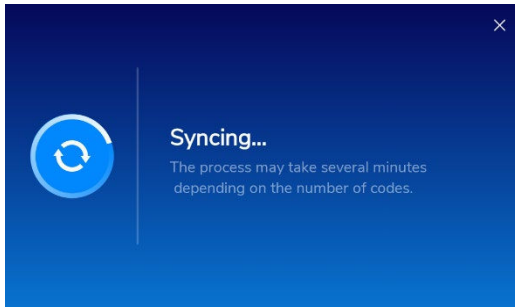 Syncing...
The process may take several minutes
depending on the number of codes.